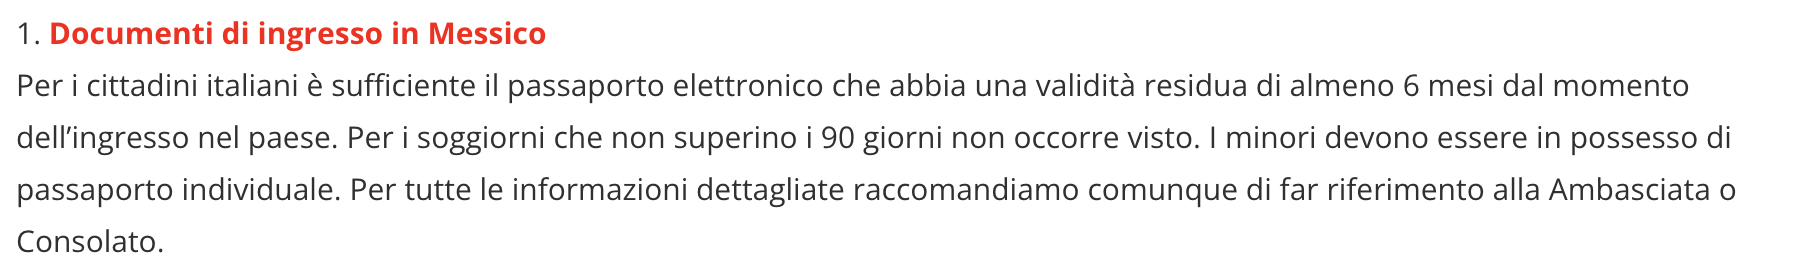 1. Documenti di ingresso in Messico
Per i cittadini italiani è sufficiente il passaporto elettronico che abbia una validità residua di almeno 6 mesi dal momento
dell’ingresso nel paese. Per i soggiorni che non superino i 90 giorni non occorre visto. I minori devono essere in possesso di
passaporto individuale. Per tutte le informazioni dettagliate raccomandiamo comunque di far riferimento alla Ambasciata o
Consolato.